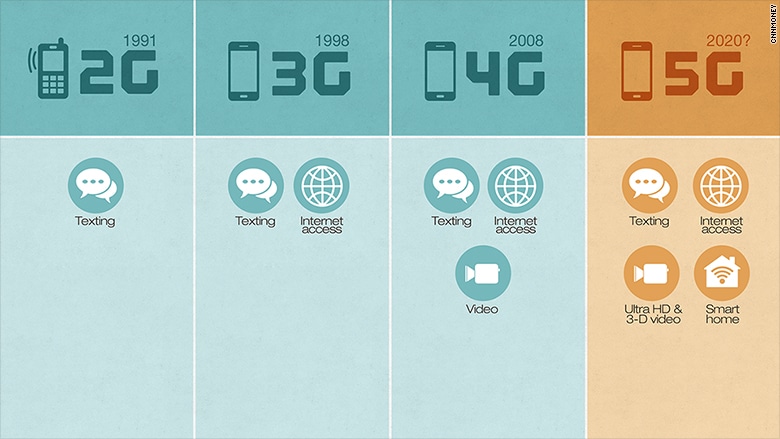 1991
2G
Texting
1998
3G
Texting
Internet
access
2008
4G
Texting
Internet
access
Video
2020?
5G
Texting
Internet
access
Ultra HD &
3-D video
Smart
home
CNNMONEY